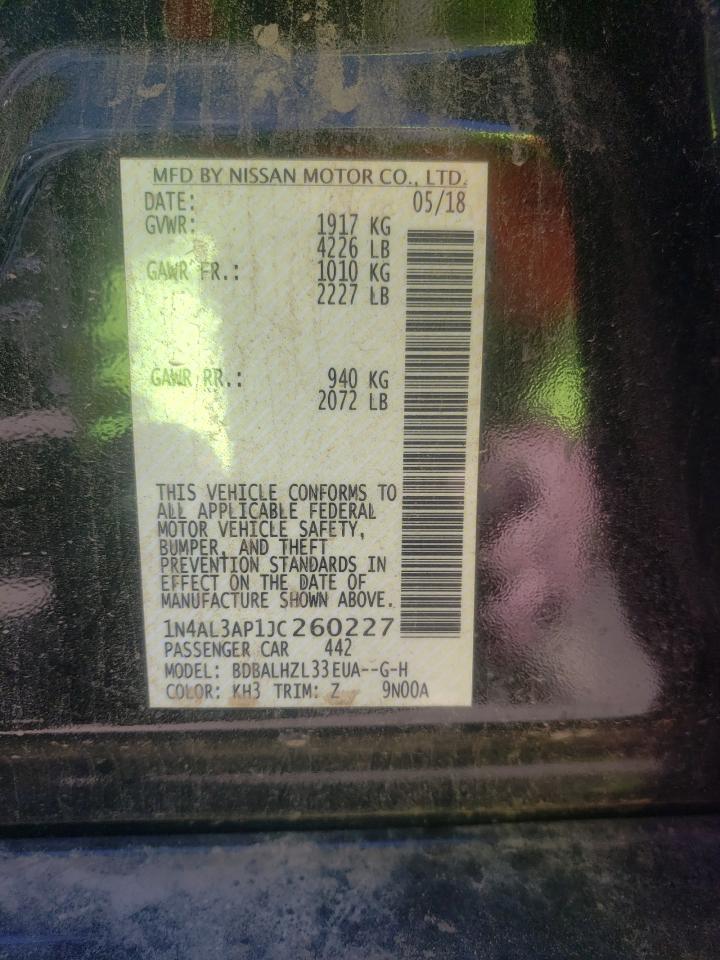 MFD BY NISSAN MOTOR CO., LTD.
DATE: 05/18
GVWR: 1917 KG
4226 LB
GAWR FR.: 1010 KG
2227 LB
GAWR RR.: 940 KG
2072 LB
THIS VEHICLE CONFORMS TO
ALL APPLICABLE FEDERAL
MOTOR VEHICLE SAFETY,
BUMPER, AND THEFT
PREVENTION STANDARDS IN
EFFECT ON THE DATE OF
MANUFACTURE SHOWN ABOVE.
1N4AL3AP1JC260227
PASSENGER CAR 442
MODEL: BDBALHZL33EUA--G-H
COLOR: KH3 TRIM: Z 9N00A